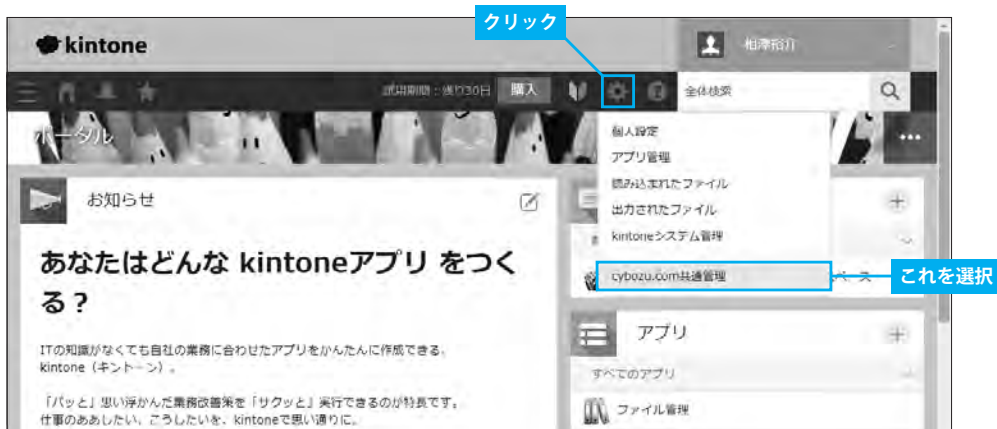 クリック
kintone
相澤裕介
試用期間：残り30日
購入
全体検索
ポータル
個人設定
アプリ管理
読み込まれたファイル
出力されたファイル
kintoneシステム管理
cybozu.com共通管理
これを選択
お知らせ
あなたはどんな kintoneアプリ をつく
る？
ITの知識がなくても自社の業務に合わせたアプリをかんたんに作成できる、
kintone（キントーン）。
「パッと」思い浮かんだ業務改善策を「サクッと」実行できるのが特長です。
仕事のああしたい、こうしたいを、kintoneで思い通りに。
ペース
アプリ
すべてのアプリ
ファイル管理